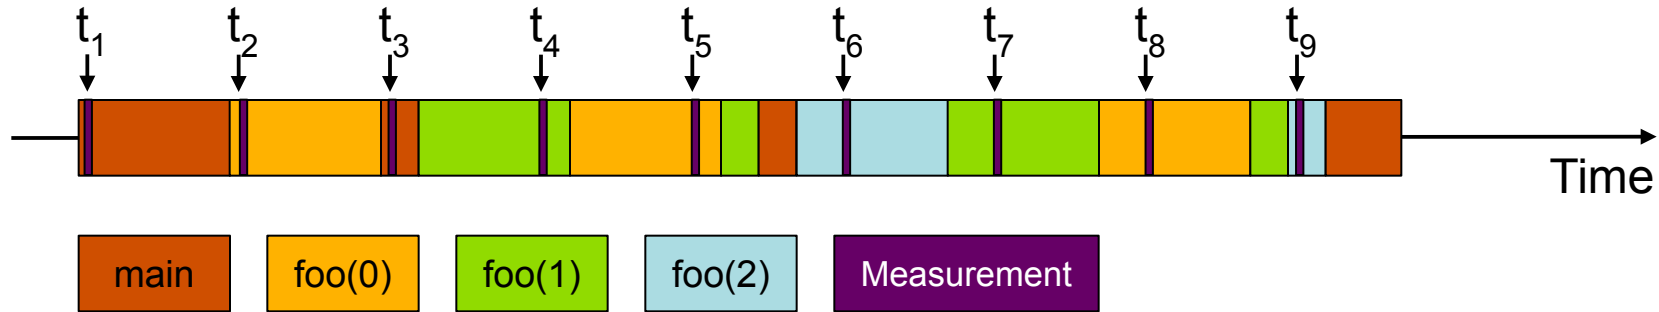 t₁ t₂ t₃ t₄ t₅ t₆ t₇ t₈ t₉
Time
main foo(0) foo(1) foo(2) Measurement